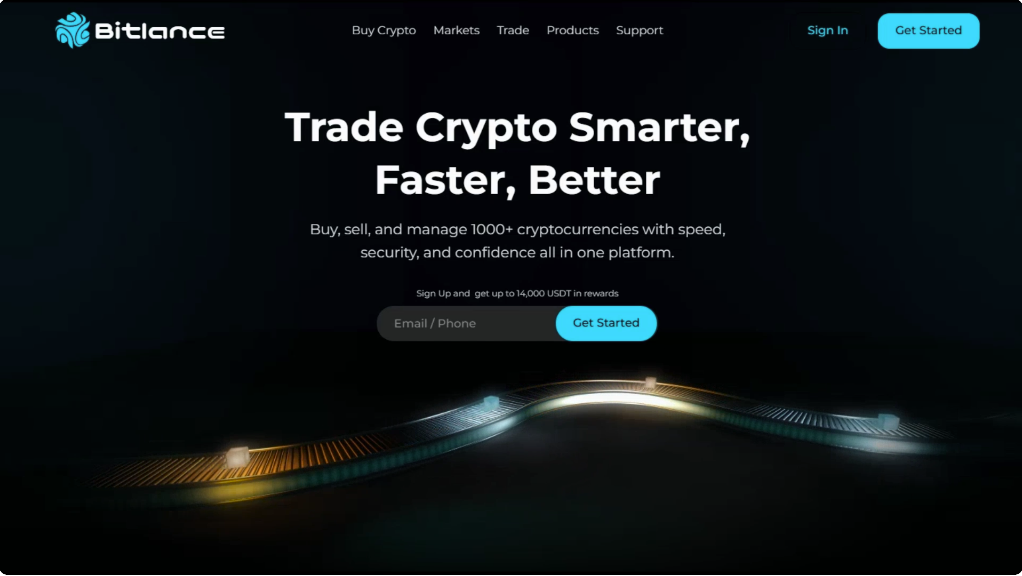 Bitlance
Buy Crypto Markets Trade Products Support
Sign In
Get Started
Trade Crypto Smarter,
Faster, Better
Buy, sell, and manage 1000+ cryptocurrencies with speed,
security, and confidence all in one platform.
Sign Up and get up to 14,000 USDT in rewards
Email / Phone
Get Started